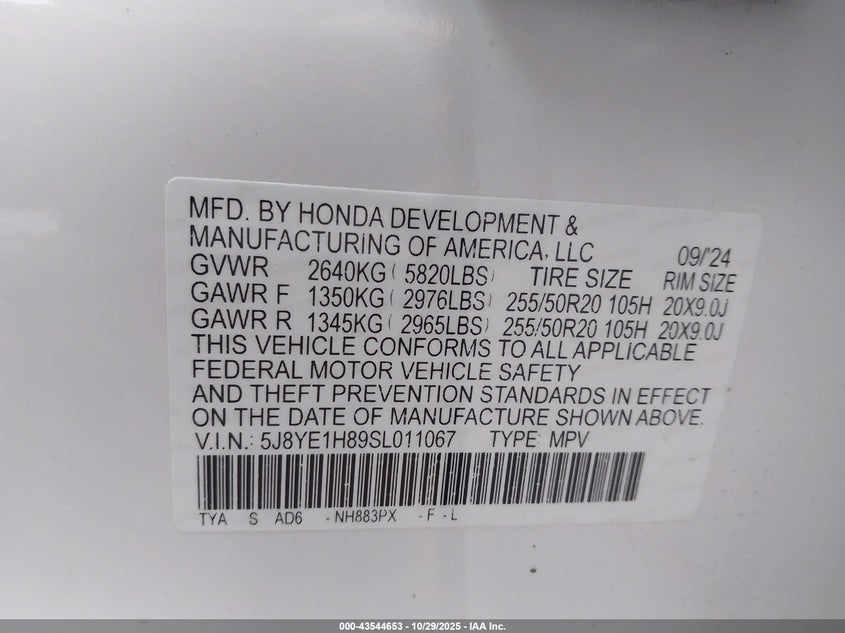 MFD. BY HONDA DEVELOPMENT &
MANUFACTURING OF AMERICA, LLC 09/'24
GVWR 2640KG ( 5820LBS) TIRE SIZE RIM SIZE
GAWR F 1350KG ( 2976LBS) 255/50R20 105H 20X9.0J
GAWR R 1345KG ( 2965LBS) 255/50R20 105H 20X9.0J
THIS VEHICLE CONFORMS TO ALL APPLICABLE
FEDERAL MOTOR VEHICLE SAFETY
AND THEFT PREVENTION STANDARDS IN EFFECT
ON THE DATE OF MANUFACTURE SHOWN ABOVE.
V.I.N.: 5J8YE1H89SL011067 TYPE: MPV
TYA S AD6 - NH883PX - F - L
000-43544653 | 10/29/2025 - IAA Inc.